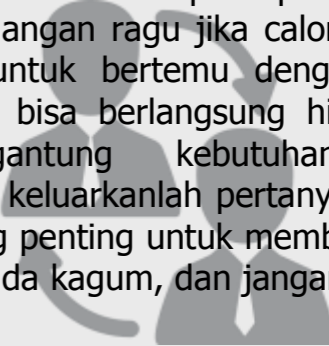 angan ragu jika calor
untuk bertemu deng
bisa berlangsung hi
gantung kebutuhan
keluarkanlah pertany
g penting untuk memb
da kagum, dan jangar